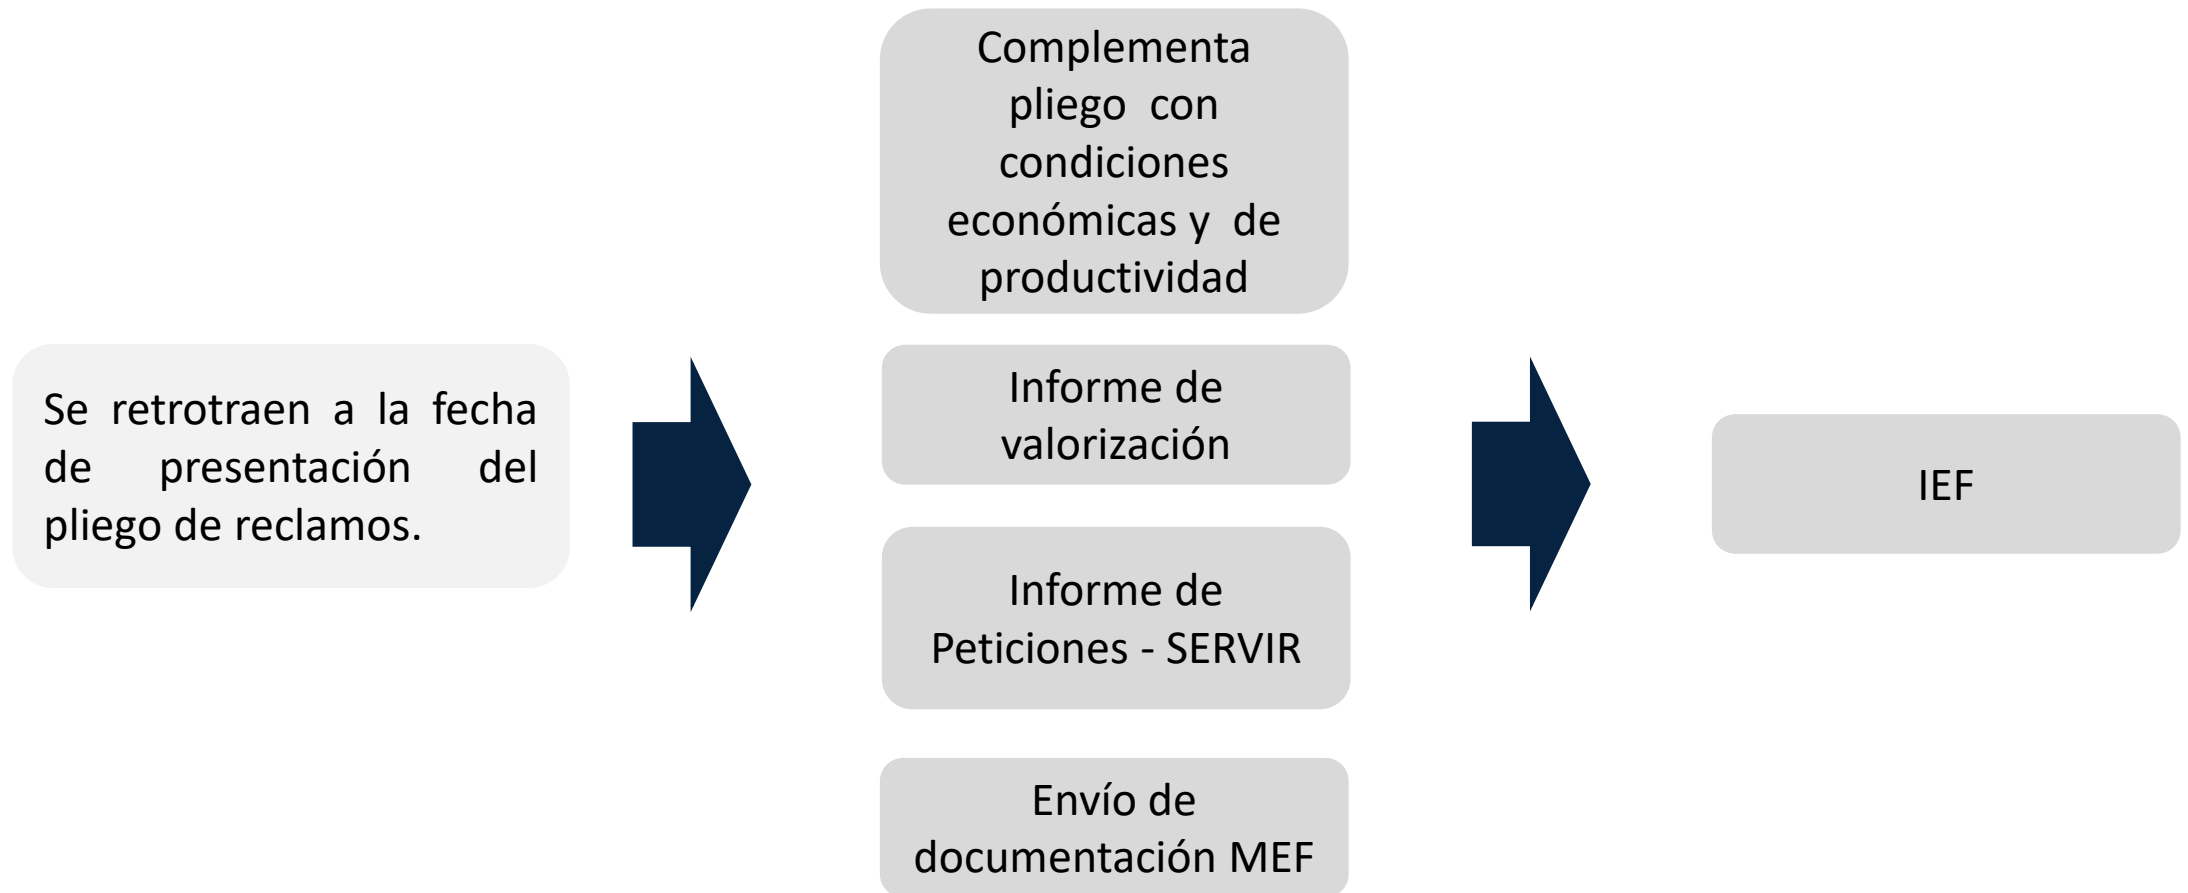 Se retrotraen a la fecha
de presentación del
pliego de reclamos.
Complementa
pliego con
condiciones
económicas y de
productividad
Informe de
valorización
Informe de
Peticiones - SERVIR
Envío de
documentación MEF
IEF